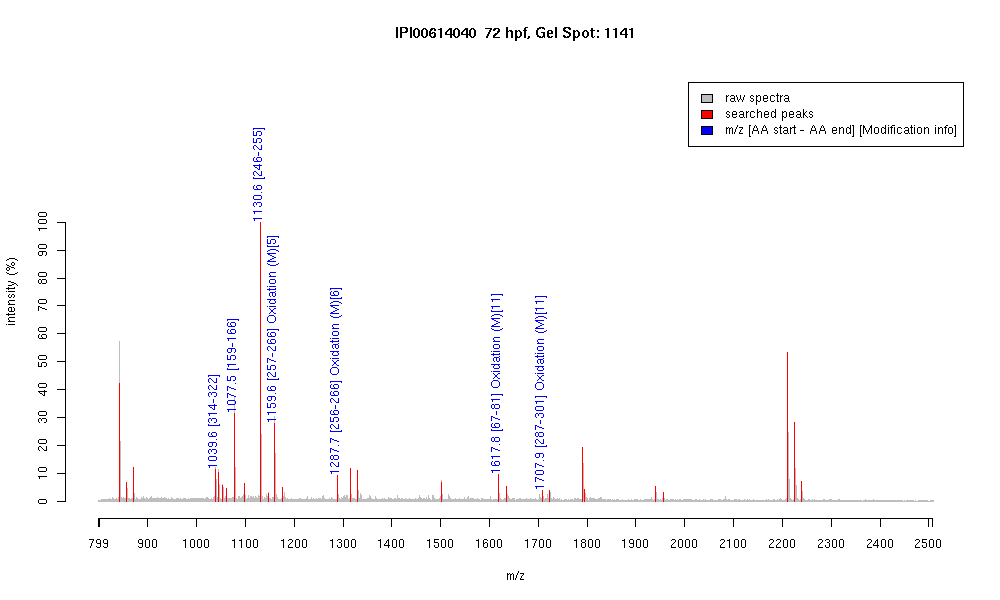 IPI00614040  72 hpf, Gel Spot: 1141
raw spectra
searched peaks
m/z [AA start - AA end] [Modification info]
intensity (%)
100
90
80
70
60
50
40
30
20
10
0
1039.6 [314-322]
1077.5 [159-166]
1130.6 [246-255]
1159.6 [257-266] Oxidation (M)[5]
1287.7 [256-266] Oxidation (M)[6]
1617.8 [67-81] Oxidation (M)[11]
1707.9 [287-301] Oxidation (M)[11]
799 900 1000 1100 1200 1300 1400 1500 1600 1700 1800 1900 2000 2100 2200 2300 2400 2500
m/z